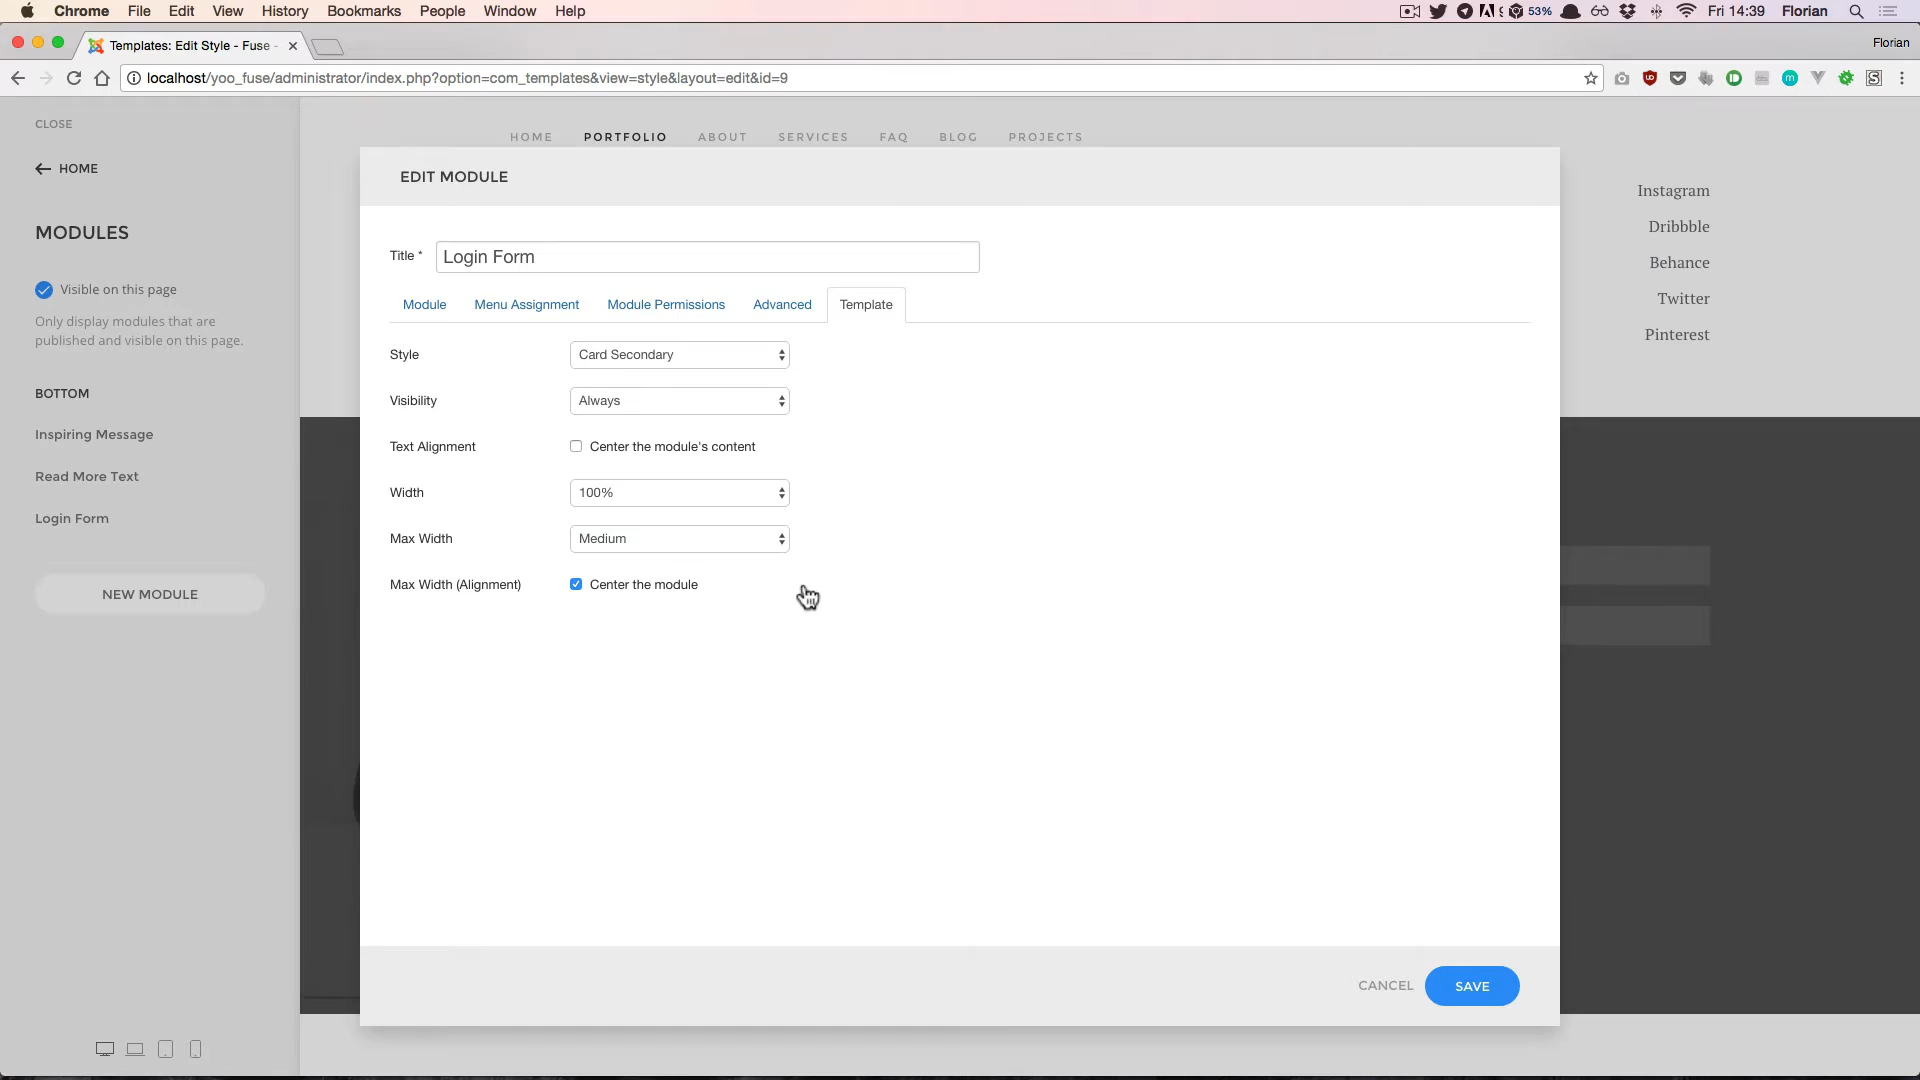 Chrome File Edit View History Bookmarks People Window Help
53% Fri 14:39 Florian
Templates: Edit Style - Fuse -
Florian
localhost/yoo_fuse/administrator/index.php?option=com_templates&view=style&layout=edit&id=9
CLOSE
HOME
MODULES
Visible on this page
Only display modules that are
published and visible on this page.
BOTTOM
Inspiring Message
Read More Text
Login Form
NEW MODULE
HOME PORTFOLIO ABOUT SERVICES FAQ BLOG PROJECTS
EDIT MODULE
Title * Login Form
Module Menu Assignment Module Permissions Advanced Template
Style Card Secondary
Visibility Always
Text Alignment Center the module's content
Width 100%
Max Width Medium
Max Width (Alignment) Center the module
CANCEL SAVE
Instagram
Dribbble
Behance
Twitter
Pinterest